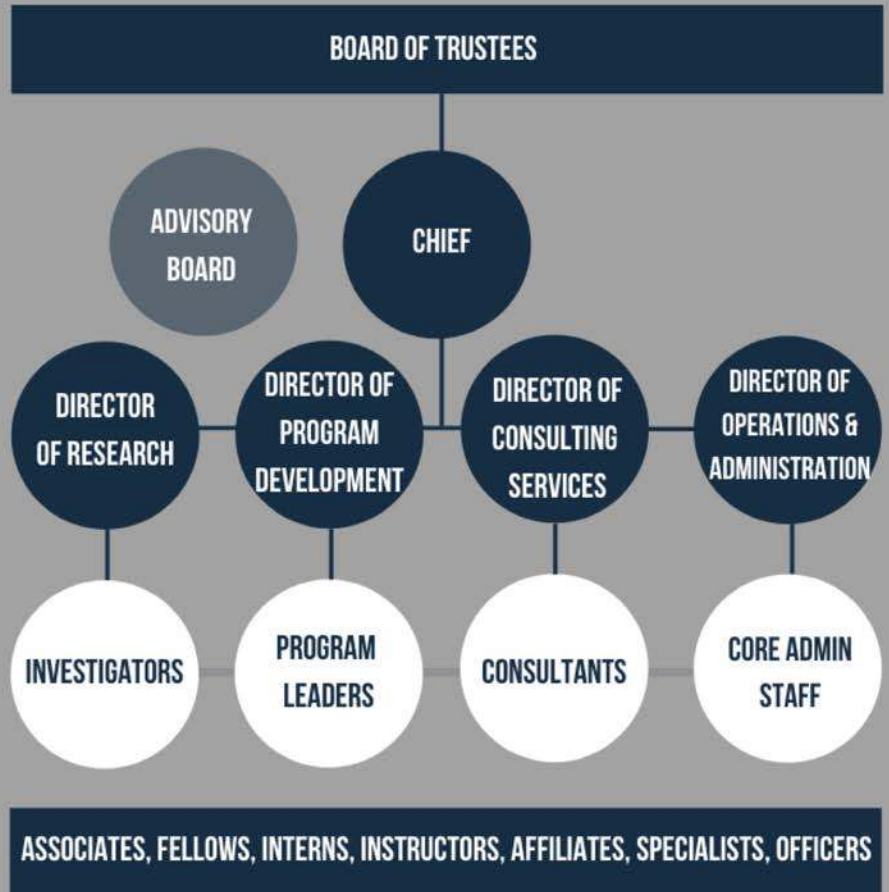 BOARD OF TRUSTEES
ADVISORY
BOARD
CHIEF
DIRECTOR
OF RESEARCH
DIRECTOR OF
PROGRAM
DEVELOPMENT
DIRECTOR OF
CONSULTING
SERVICES
DIRECTOR OF
OPERATIONS &
ADMINISTRATION
INVESTIGATORS
PROGRAM
LEADERS
CONSULTANTS
CORE ADMIN
STAFF
ASSOCIATES, FELLOWS, INTERNS, INSTRUCTORS, AFFILIATES, SPECIALISTS, OFFICERS